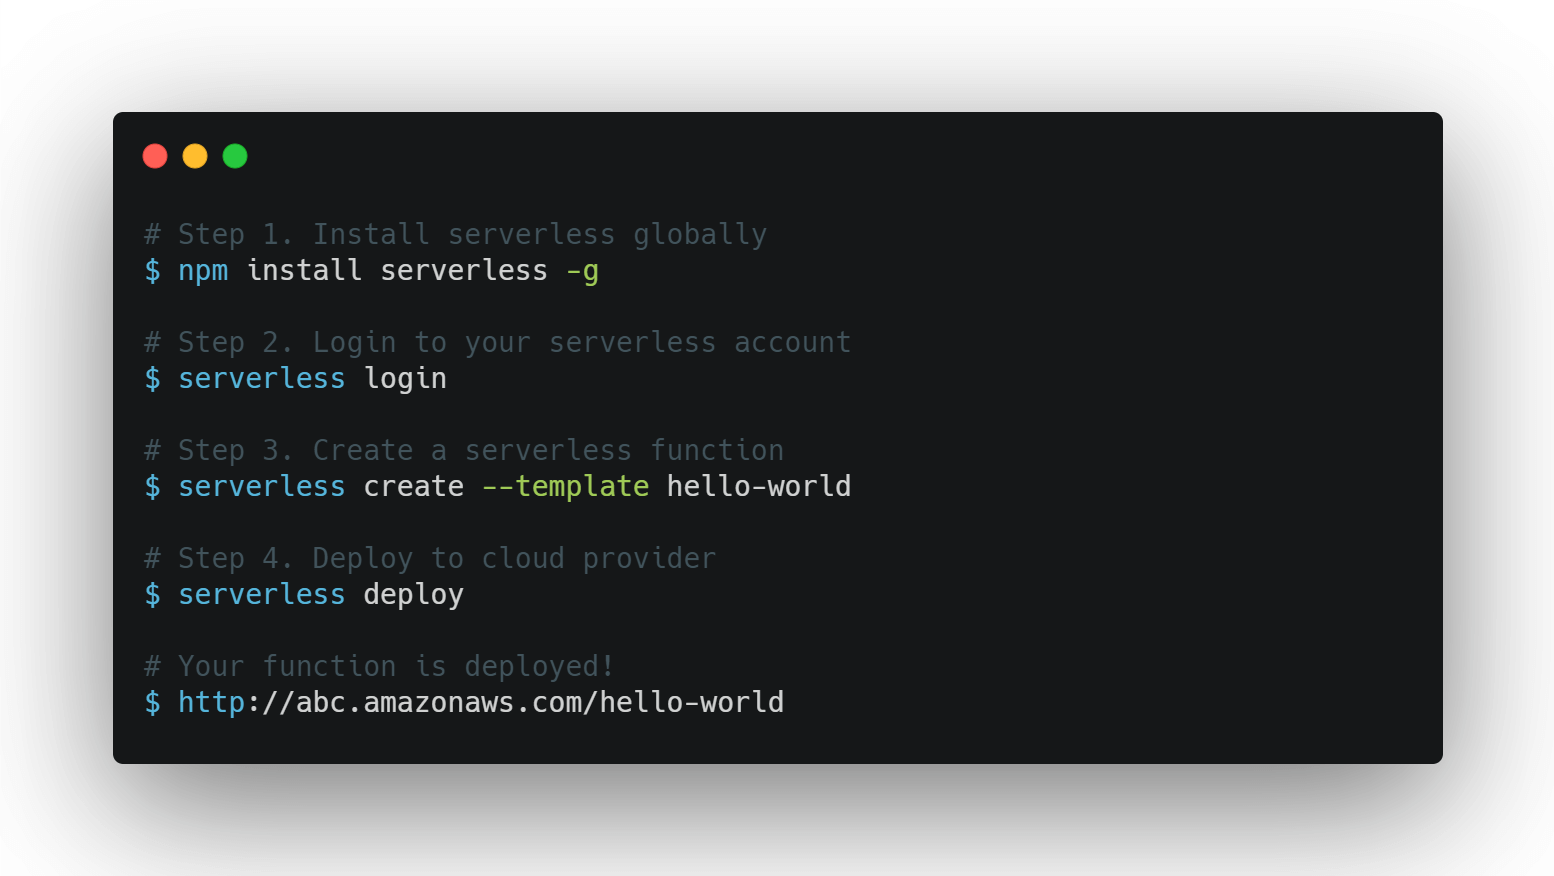 # Step 1. Install serverless globally
$ npm install serverless -g
# Step 2. Login to your serverless account
$ serverless login
# Step 3. Create a serverless function
$ serverless create --template hello-world
# Step 4. Deploy to cloud provider
$ serverless deploy
# Your function is deployed!
$ http://abc.amazonaws.com/hello-world